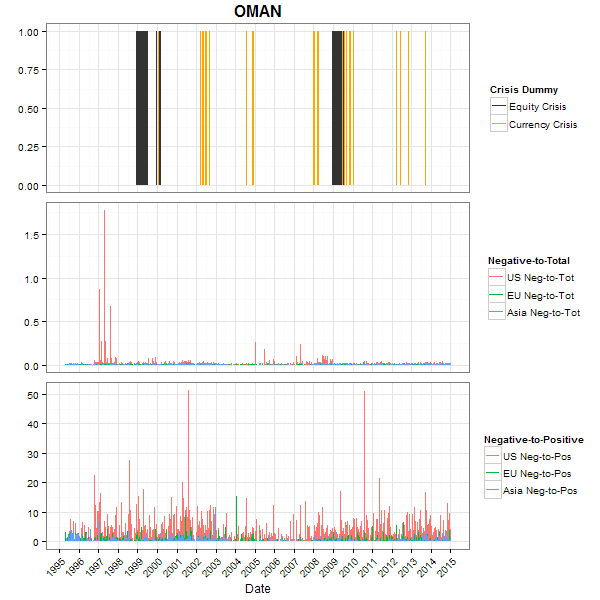 OMAN
1.00
0.75
0.50
0.25
0.00
Crisis Dummy
Equity Crisis
Currency Crisis
1.5
1.0
0.5
0.0
Negative-to-Total
US Neg-to-Tot
EU Neg-to-Tot
Asia Neg-to-Tot
50
40
30
20
10
0
Negative-to-Positive
US Neg-to-Pos
EU Neg-to-Pos
Asia Neg-to-Pos
1995 1996 1997 1998 1999 2000 2001 2002 2003 2004 2005 2006 2007 2008 2009 2010 2011 2012 2013 2014 2015
Date